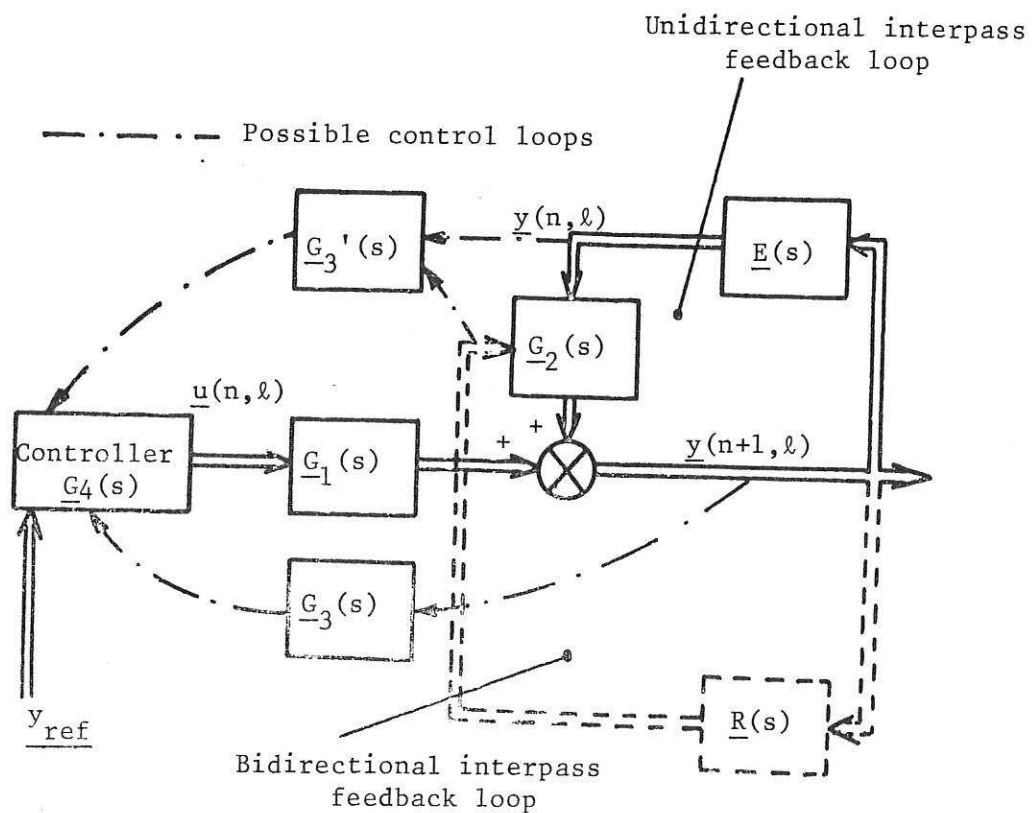 Unidirectional interpass
feedback loop
Possible control loops
G3'(s)
y(n,ℓ)
E(s)
G2(s)
u(n,ℓ)
Controller
G4(s)
G1(s)
+
+
y(n+1,ℓ)
G3(s)
yref
R(s)
Bidirectional interpass
feedback loop